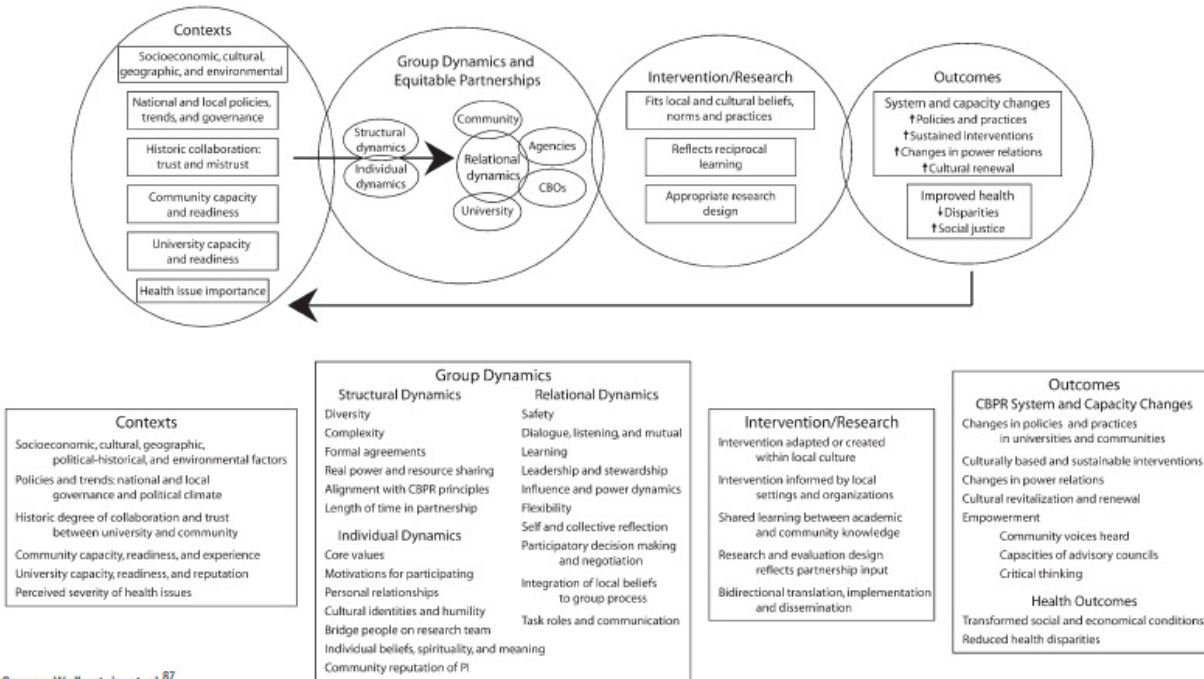 Contexts
Socioeconomic, cultural,
geographic, and environmental
National and local policies,
trends, and governance
Historic collaboration:
trust and mistrust
Community capacity
and readiness
University capacity
and readiness
Health issue importance
Group Dynamics and
Equitable Partnerships
Structural
dynamics
Individual
dynamics
Community
Relational
dynamics
Agencies
CBOs
University
Intervention/Research
Fits local and cultural beliefs,
norms and practices
Reflects reciprocal
learning
Appropriate research
design
Outcomes
System and capacity changes
↑Policies and practices
↑Sustained interventions
↑Changes in power relations
↑Cultural renewal
Improved health
↓Disparities
↑Social justice
Contexts
Socioeconomic, cultural, geographic,
political-historical, and environmental factors
Policies and trends: national and local
governance and political climate
Historic degree of collaboration and trust
between university and community
Community capacity, readiness, and experience
University capacity, readiness, and reputation
Perceived severity of health issues
Group Dynamics
Structural Dynamics
Diversity
Complexity
Formal agreements
Real power and resource sharing
Alignment with CBPR principles
Length of time in partnership
Individual Dynamics
Core values
Motivations for participating
Personal relationships
Cultural identities and humility
Bridge people on research team
Individual beliefs, spirituality, and meaning
Community reputation of PI
Relational Dynamics
Safety
Dialogue, listening, and mutual
Learning
Leadership and stewardship
Influence and power dynamics
Flexibility
Self and collective reflection
Participatory decision making
and negotiation
Integration of local beliefs
to group process
Task roles and communication
Intervention/Research
Intervention adapted or created
within local culture
Intervention informed by local
settings and organizations
Shared learning between academic
and community knowledge
Research and evaluation design
reflects partnership input
Bidirectional translation, implementation
and dissemination
Outcomes
CBPR System and Capacity Changes
Changes in policies and practices
in universities and communities
Culturally based and sustainable interventions
Changes in power relations
Cultural revitalization and renewal
Empowerment
Community voices heard
Capacities of advisory councils
Critical thinking
Health Outcomes
Transformed social and economical conditions
Reduced health disparities
87